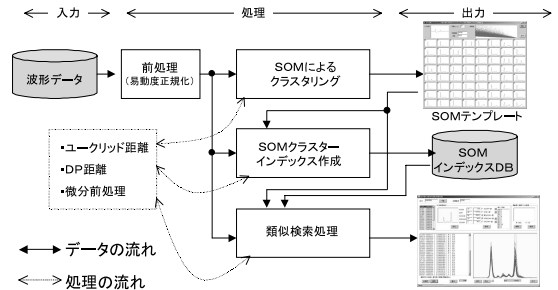 入力
処理
出力
波形データ
前処理
(易動度正規化)
SOMによる
クラスタリング
SOMテンプレート
・ユークリッド距離
・DP距離
・微分前処理
SOMクラスター
インデックス作成
SOM
インデックスDB
類似検索処理
データの流れ
処理の流れ